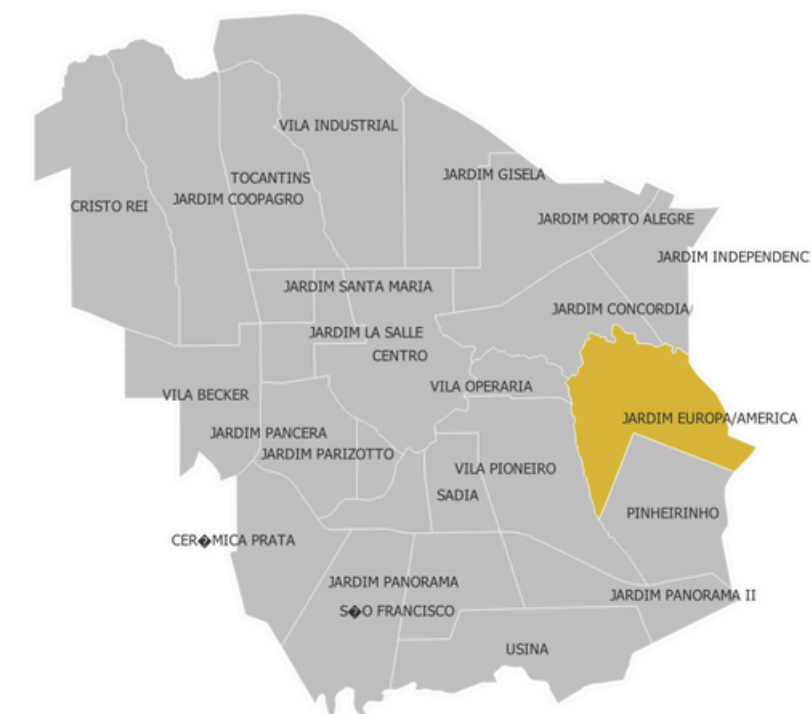 VILA INDUSTRIAL
JARDIM GISELA
TOCANTINS
JARDIM COOPAGRO
CRISTO REI
JARDIM PORTO ALEGRE
JARDIM INDEPENDENCI
JARDIM SANTA MARIA
JARDIM CONCORDIA/
JARDIM LA SALLE
CENTRO
VILA OPERARIA
VILA BECKER
JARDIM EUROPA/AMERICA
JARDIM PANCERA
JARDIM PARIZOTTO
VILA PIONEIRO
SADIA
PINHEIRINHO
CER�MICA PRATA
JARDIM PANORAMA
JARDIM PANORAMA II
S�O FRANCISCO
USINA